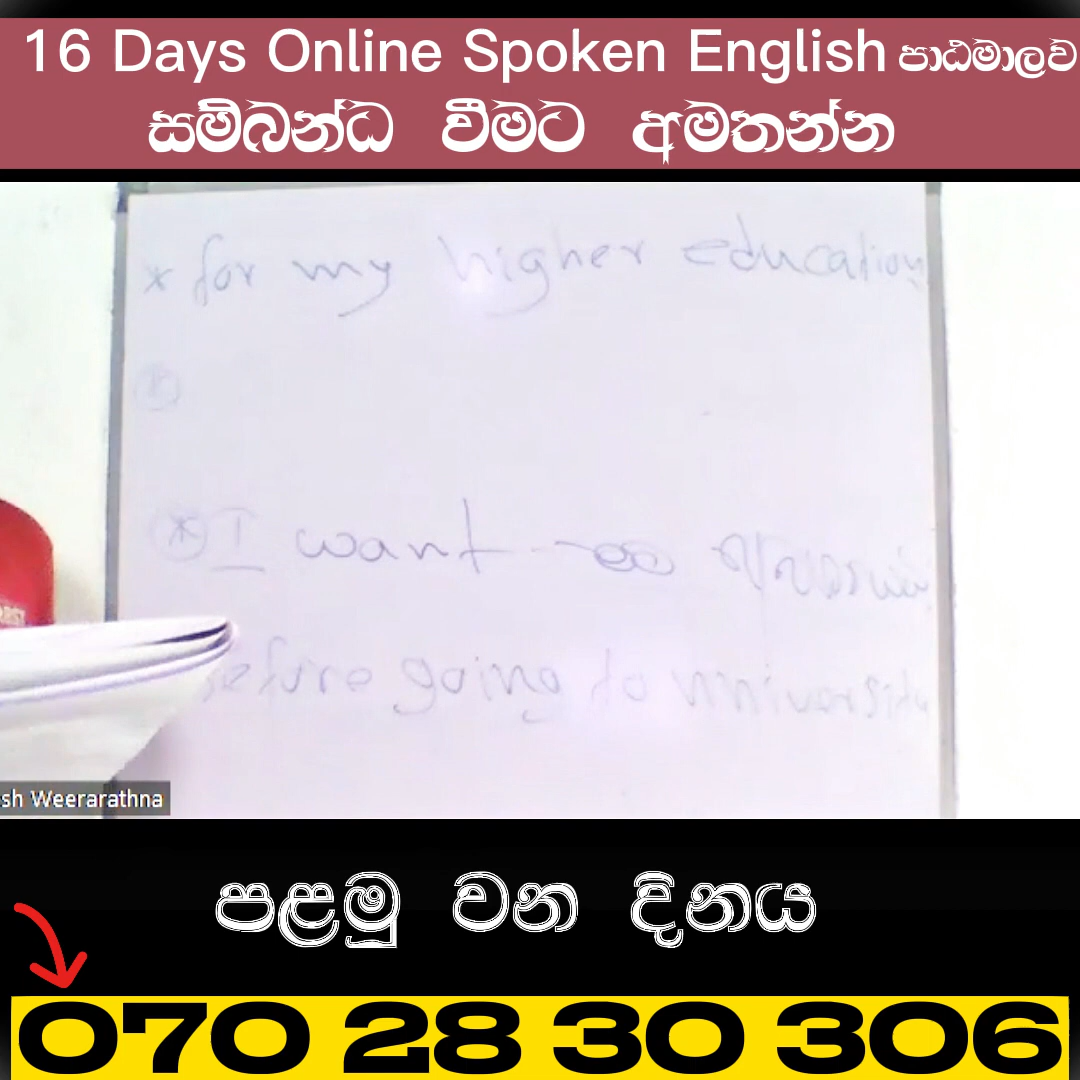 16 Days Online Spoken English පාඨමාලව
සම්බන්ධ වීමට අමතන්න
* for my higher education
* I want
before going to
sh Weerarathna
පළමු වන දිනය
070 28 30 306